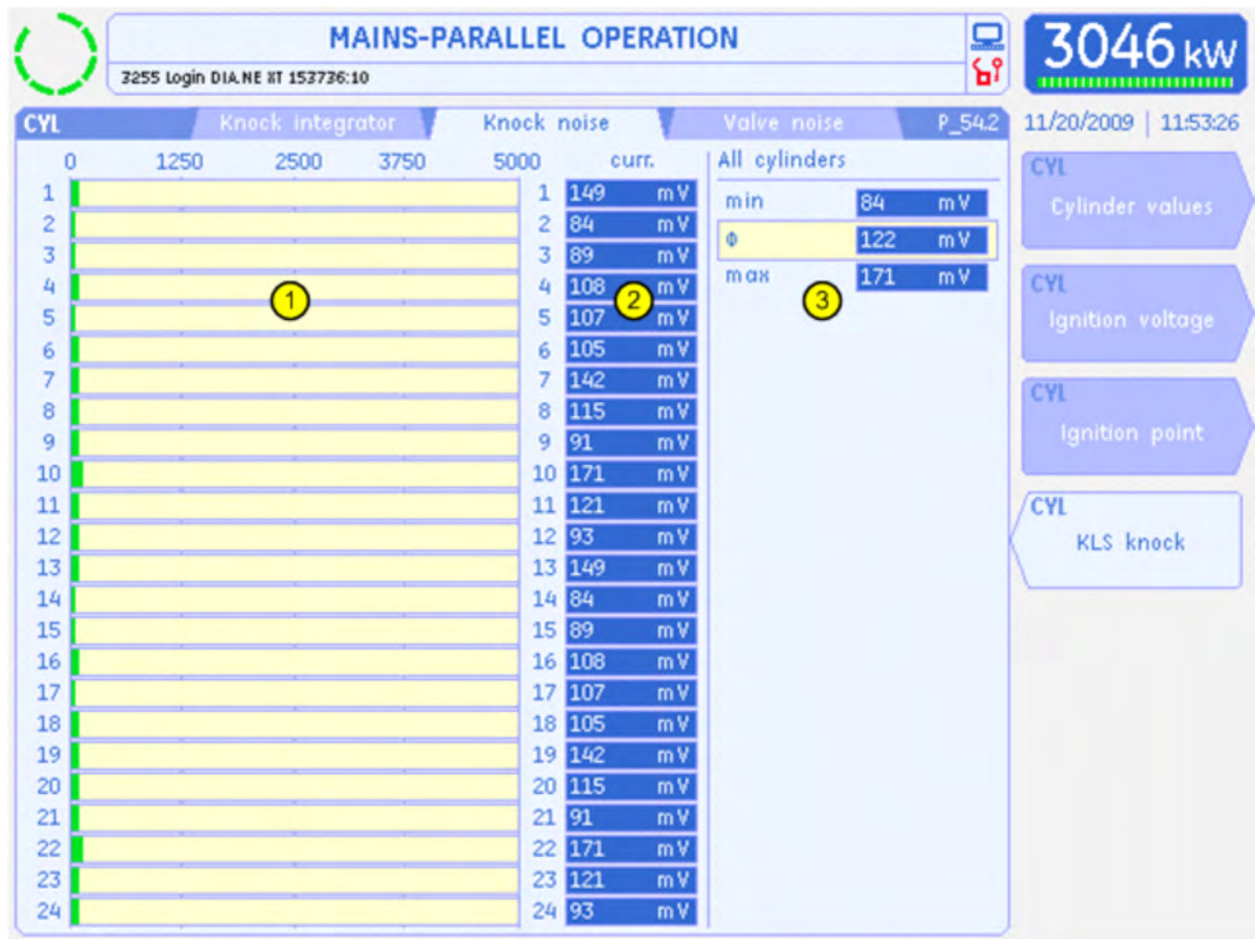 MAINS-PARALLEL OPERATION
3255 Login DIA.NE XT 153736:10
3046 kW
CYL Knock integrator Knock noise Valve noise P_54.2
11/20/2009 | 11:53:26
0 1250 2500 3750 5000 curr.
1 1 149 mV
2 2 84 mV
3 3 89 mV
4 4 108 mV
5 5 107 mV
6 6 105 mV
7 7 142 mV
8 8 115 mV
9 9 91 mV
10 10 171 mV
11 11 121 mV
12 12 93 mV
13 13 149 mV
14 14 84 mV
15 15 89 mV
16 16 108 mV
17 17 107 mV
18 18 105 mV
19 19 142 mV
20 20 115 mV
21 21 91 mV
22 22 171 mV
23 23 121 mV
24 24 93 mV
1
2
All cylinders
min 84 mV
Φ 122 mV
max 171 mV
3
CYL
Cylinder values
CYL
Ignition voltage
CYL
Ignition point
CYL
KLS knock